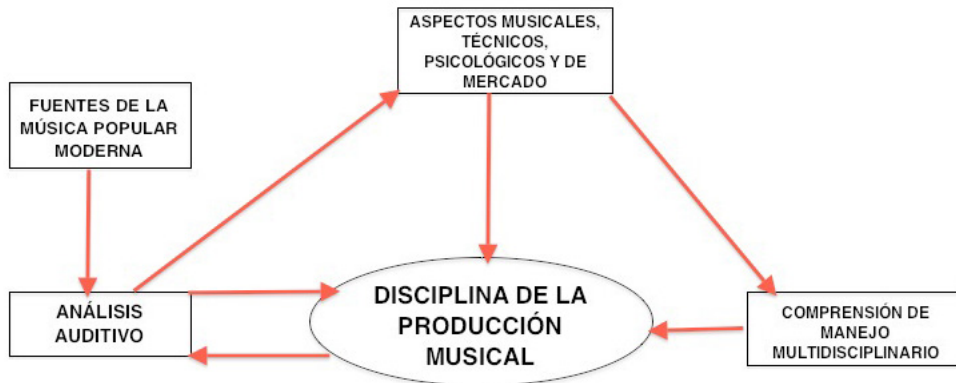 ASPECTOS MUSICALES,
TÉCNICOS,
PSICOLÓGICOS Y DE
MERCADO
FUENTES DE LA
MÚSICA POPULAR
MODERNA
ANÁLISIS
AUDITIVO
DISCIPLINA DE LA
PRODUCCIÓN
MUSICAL
COMPRENSIÓN DE
MANEJO
MULTIDISCIPLINARIO